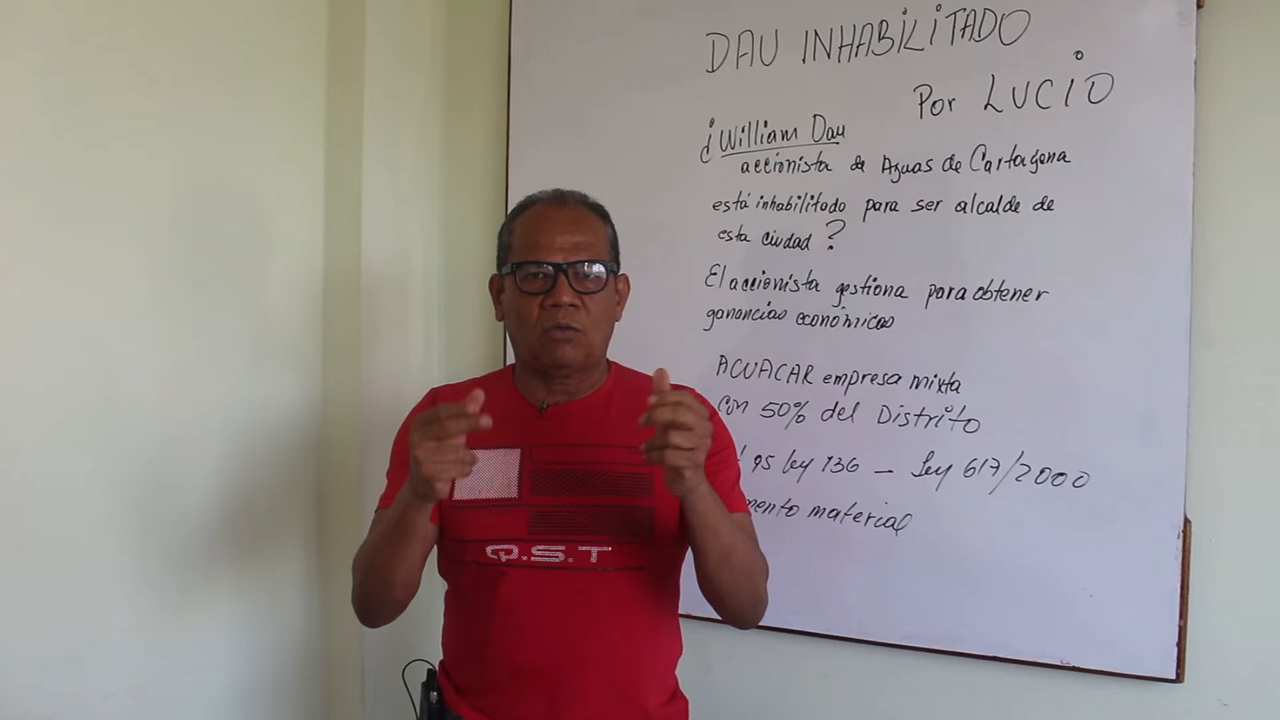 DAU INHABILITADO
Por LUCIO
¿William Dau
accionista de Aguas de Cartagena
está inhabilitado para ser alcalde de
esta ciudad ?
El accionista gestiona para obtener
ganancias económicas
ACUACAR empresa mixta
con 50% del Distrito
95 ley 136 – Ley 617/2000
mento material
Q.S.T